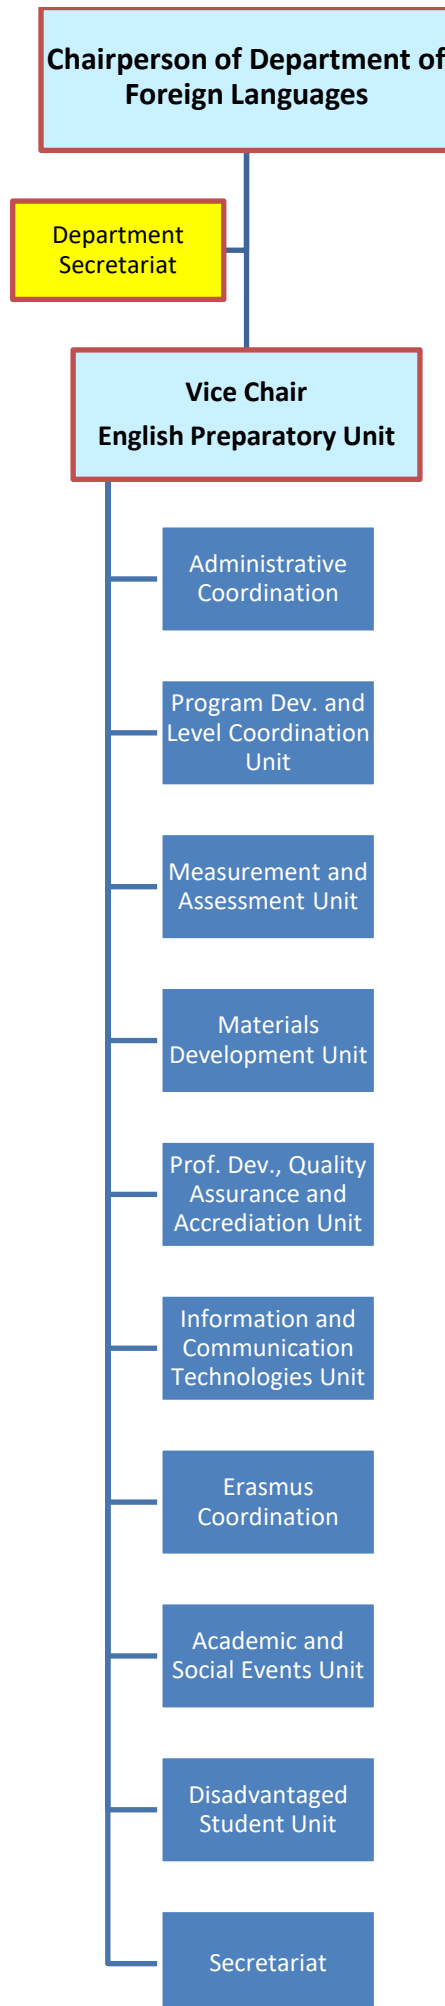 Chairperson of Department of
Foreign Languages
Department
Secretariat
Vice Chair
English Preparatory Unit
Administrative
Coordination
Program Dev. and
Level Coordination
Unit
Measurement and
Assessment Unit
Materials
Development Unit
Prof. Dev., Quality
Assurance and
Accrediation Unit
Information and
Communication
Technologies Unit
Erasmus
Coordination
Academic and
Social Events Unit
Disadvantaged
Student Unit
Secretariat